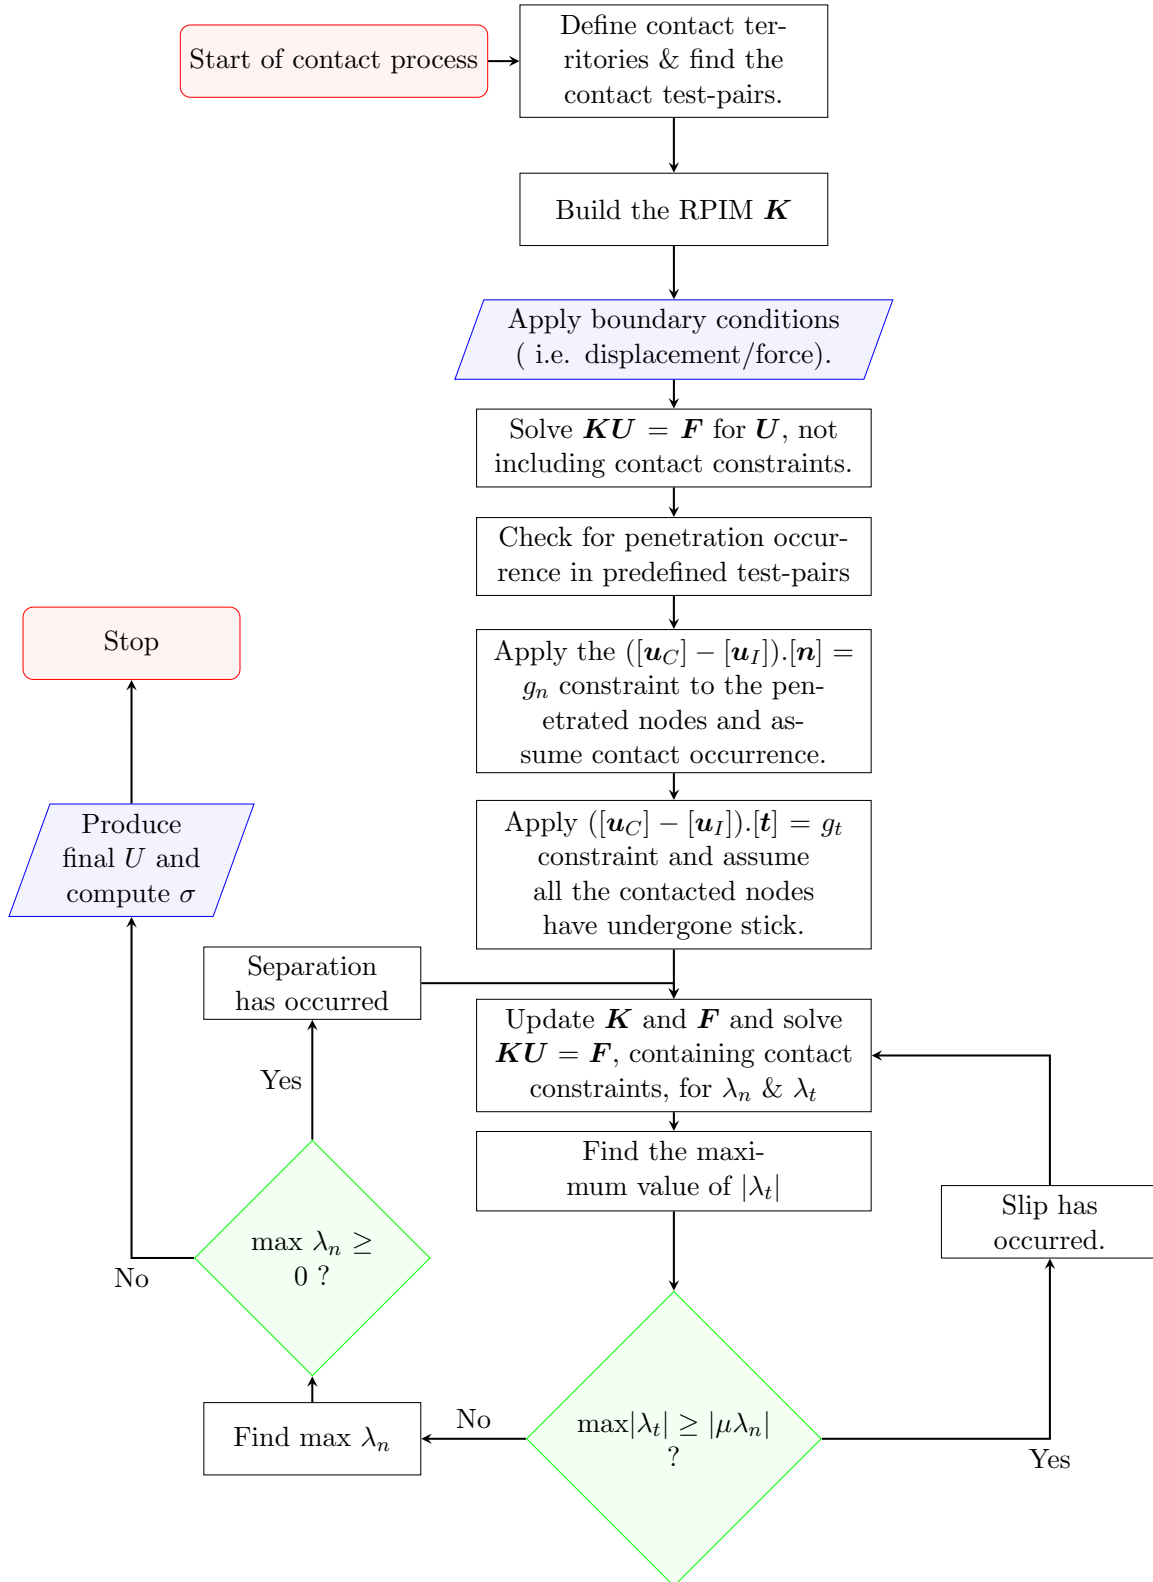 Start of contact process
Define contact ter-
ritories & find the
contact test-pairs.
Build the RPIM K
Apply boundary conditions
( i.e. displacement/force).
Solve KU = F for U, not
including contact constraints.
Check for penetration occur-
rence in predefined test-pairs
Apply the ([u_C] − [u_I]).[n] =
g_n constraint to the pen-
etrated nodes and as-
sume contact occurrence.
Apply ([u_C] − [u_I]).[t] = g_t
constraint and assume
all the contacted nodes
have undergone stick.
Update K and F and solve
KU = F, containing contact
constraints, for λ_n & λ_t
Find the maxi-
mum value of |λ_t|
max|λ_t| ≥ |μλ_n|
?
Yes
Slip has
occurred.
No
Find max λ_n
max λ_n ≥
0 ?
Yes
Separation
has occurred
No
Produce
final U and
compute σ
Stop